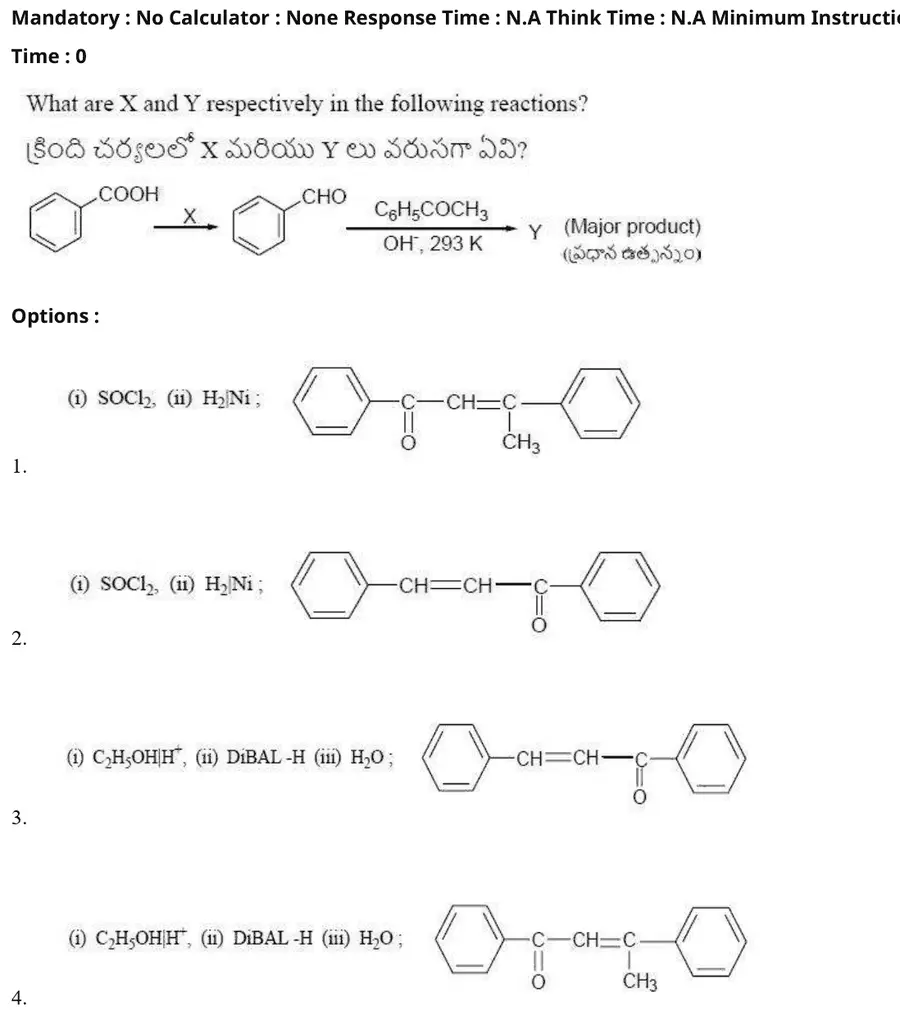 Mandatory : No Calculator : None Response Time : N.A Think Time : N.A Minimum Instructi
Time : 0
What are X and Y respectively in the following reactions?
క్రింది చర్యలలో X మరియు Y లు వరుసగా ఏవి?
COOH
X
CHO
C₆H₅COCH₃
OH⁻, 293 K
Y (Major product)
(ప్రధాన ఉత్పన్నం)
Options :
(i) SOCl₂, (ii) H₂|Ni ;
C CH C
O CH₃
1.
(i) SOCl₂, (ii) H₂|Ni ;
CH CH C
O
2.
(i) C₂H₅OH|H⁺, (ii) DiBAL -H (iii) H₂O ;
CH CH C
O
3.
(i) C₂H₅OH|H⁺, (ii) DiBAL -H (iii) H₂O ;
C CH C
O CH₃
4.